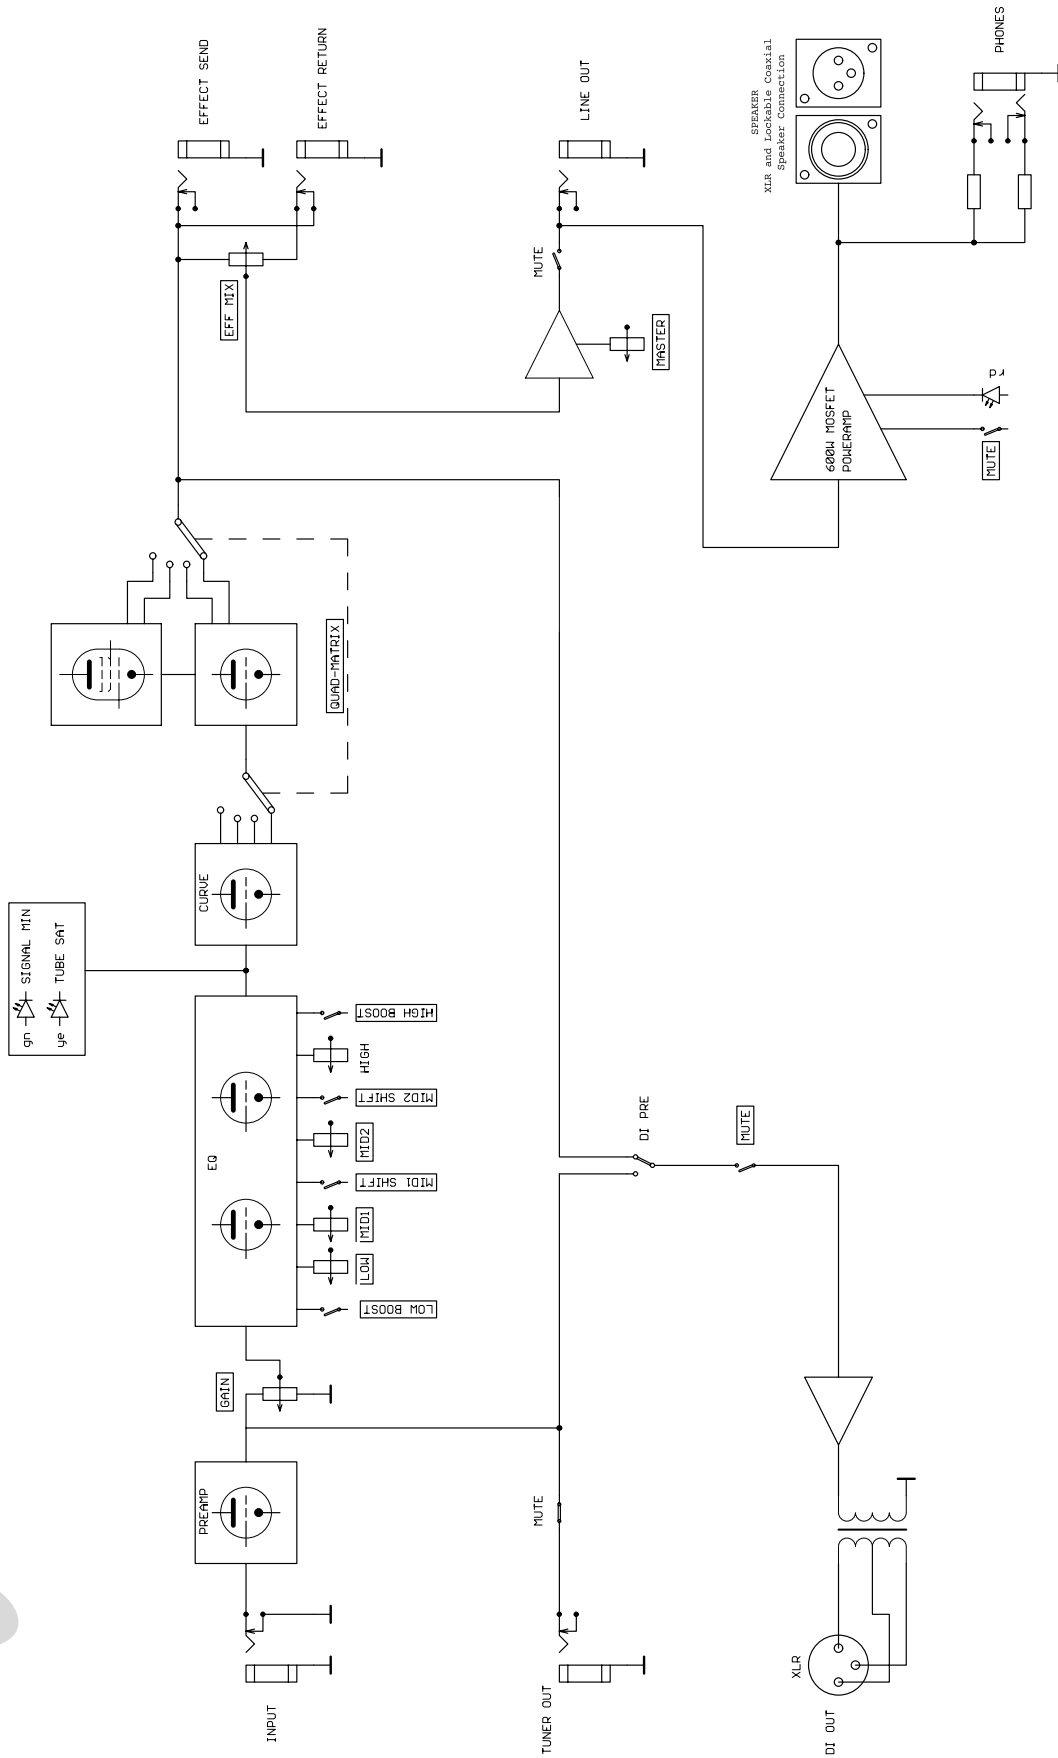 EFFECT SEND
EFFECT RETURN
EFF MIX
LINE OUT
MUTE
MASTER
SPEAKER
XLR and Lockable Coaxial
Speaker Connection
PHONES
600W MOSFET
POWERAMP
rd
MUTE
QUAD-MATRIX
CURVE
gn
SIGNAL MIN
ye
TUBE SAT
EQ
HIGH BOOST
HIGH
MID2 SHIFT
MID2
MID1 SHIFT
MID1
LOW
LOW BOOST
DI PRE
MUTE
GAIN
PREAMP
MUTE
INPUT
TUNER OUT
XLR
DI OUT